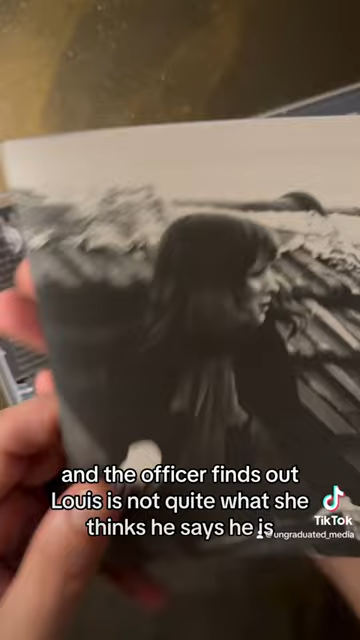 and the officer finds out
Louis is not quite what she
thinks he says he is
TikTok
@ungraduated_media